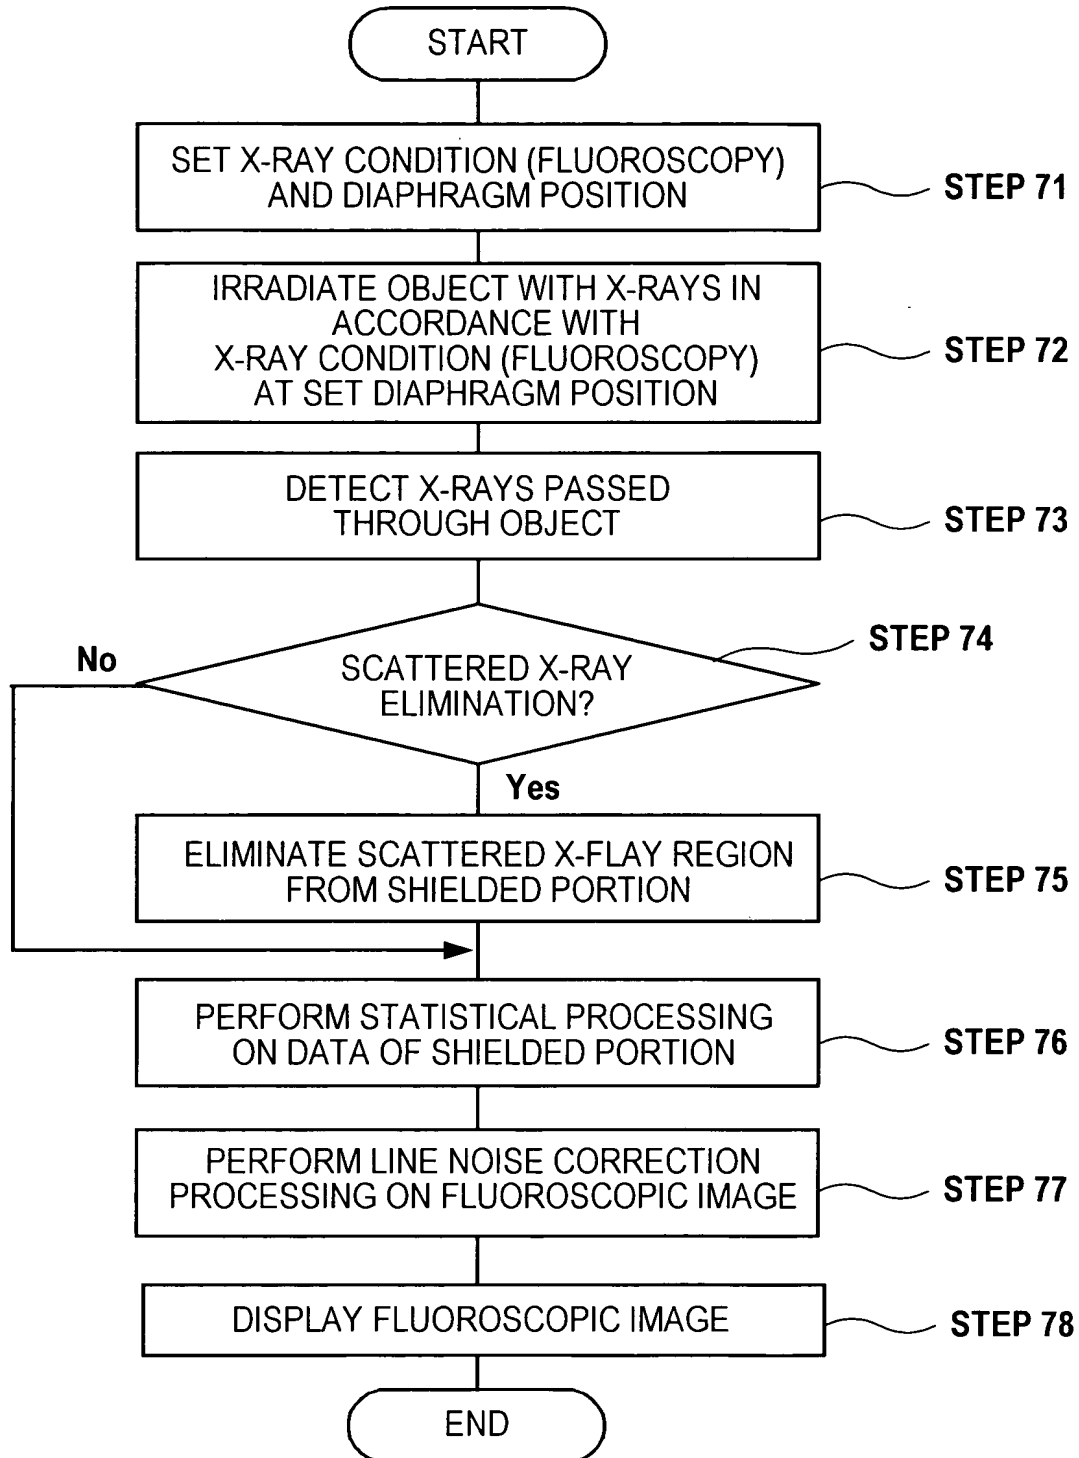 START
SET X-RAY CONDITION (FLUOROSCOPY)
AND DIAPHRAGM POSITION
STEP 71
IRRADIATE OBJECT WITH X-RAYS IN
ACCORDANCE WITH
X-RAY CONDITION (FLUOROSCOPY)
AT SET DIAPHRAGM POSITION
STEP 72
DETECT X-RAYS PASSED
THROUGH OBJECT
STEP 73
SCATTERED X-RAY
ELIMINATION?
STEP 74
No
Yes
ELIMINATE SCATTERED X-FLAY REGION
FROM SHIELDED PORTION
STEP 75
PERFORM STATISTICAL PROCESSING
ON DATA OF SHIELDED PORTION
STEP 76
PERFORM LINE NOISE CORRECTION
PROCESSING ON FLUOROSCOPIC IMAGE
STEP 77
DISPLAY FLUOROSCOPIC IMAGE
STEP 78
END